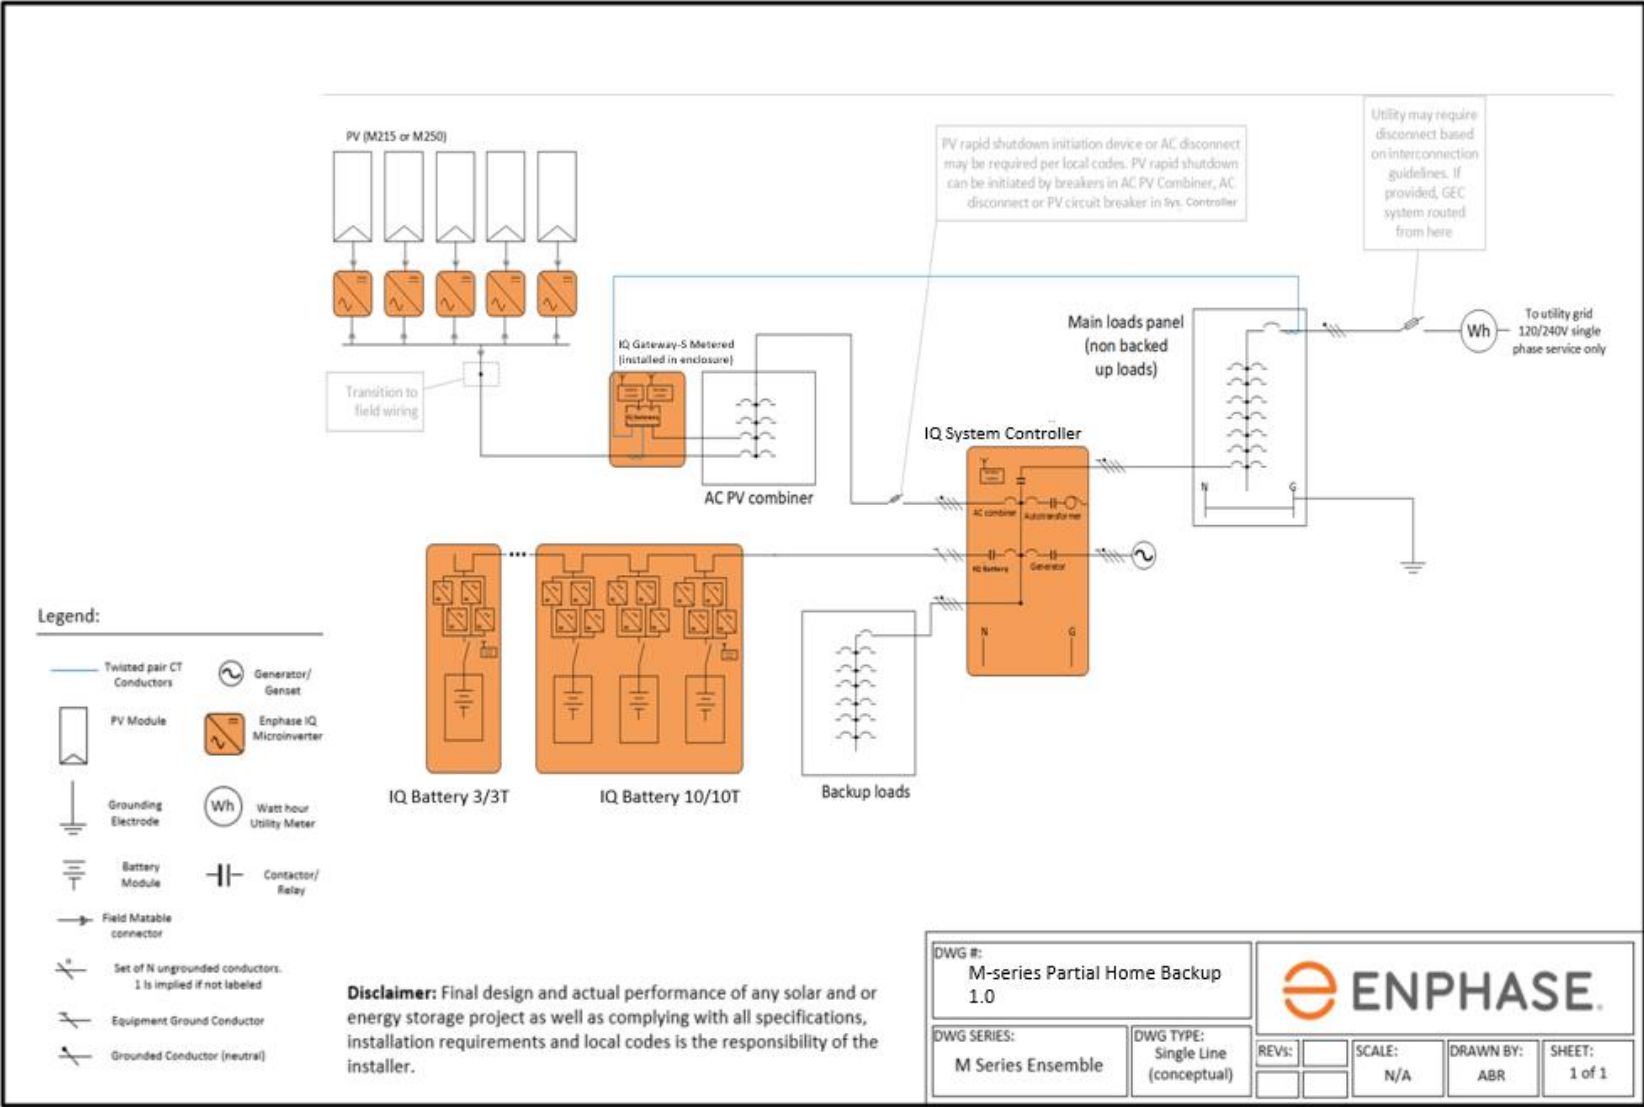 PV (M215 or M250)
PV rapid shutdown initiation device or AC disconnect
may be required per local codes. PV rapid shutdown
can be initiated by breakers in AC PV Combiner, AC
disconnect or PV circuit breaker in Sys. Controller
Utility may require
disconnect based
on interconnection
guidelines. If
provided, GEC
system routed
from here
Transition to
field wiring
IQ Gateway-S Metered
(installed in enclosure)
IQ Gateway
AC PV combiner
Main loads panel
(non backed
up loads)
Wh
To utility grid
120/240V single
phase service only
N
G
IQ System Controller
AC combiner
Autotransformer
IQ Battery
Generator
N
G
IQ Battery 3/3T
IQ Battery 10/10T
Backup loads
Legend:
Twisted pair CT
Conductors
Generator/
Genset
PV Module
Enphase IQ
Microinverter
Grounding
Electrode
Wh
Watt hour
Utility Meter
Battery
Module
Contactor/
Relay
Field Matable
connector
Set of N ungrounded conductors.
1 Is implied if not labeled
Equipment Ground Conductor
Grounded Conductor (neutral)
Disclaimer: Final design and actual performance of any solar and or
energy storage project as well as complying with all specifications,
installation requirements and local codes is the responsibility of the
installer.
DWG #:
M-series Partial Home Backup
1.0
ENPHASE.
DWG SERIES:
M Series Ensemble
DWG TYPE:
Single Line
(conceptual)
REVs:
SCALE:
N/A
DRAWN BY:
ABR
SHEET:
1 of 1